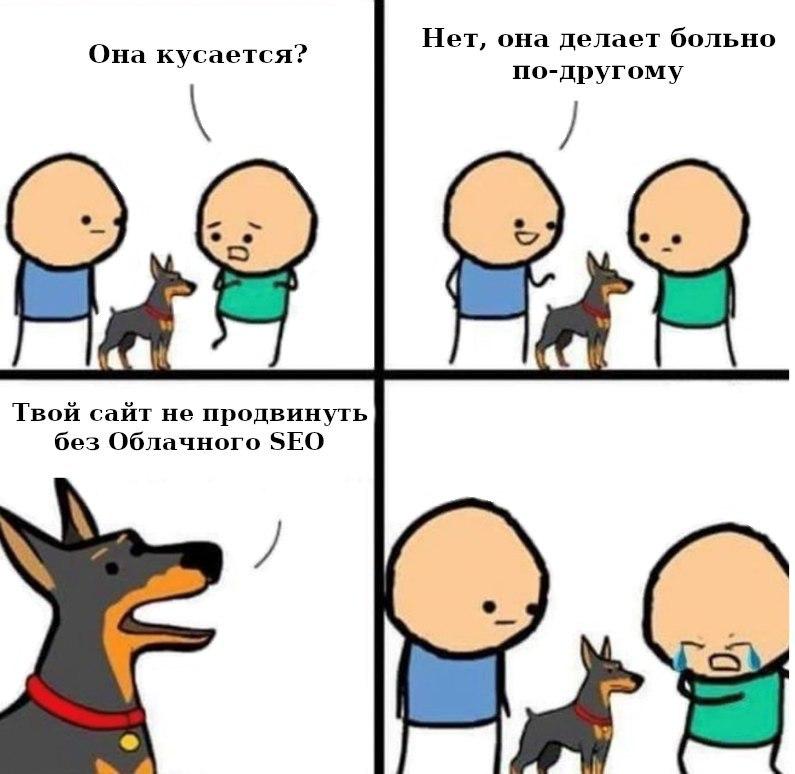 Она кусается?
Нет, она делает больно
по-другому
Твой сайт не продвинуть
без Облачного SEO